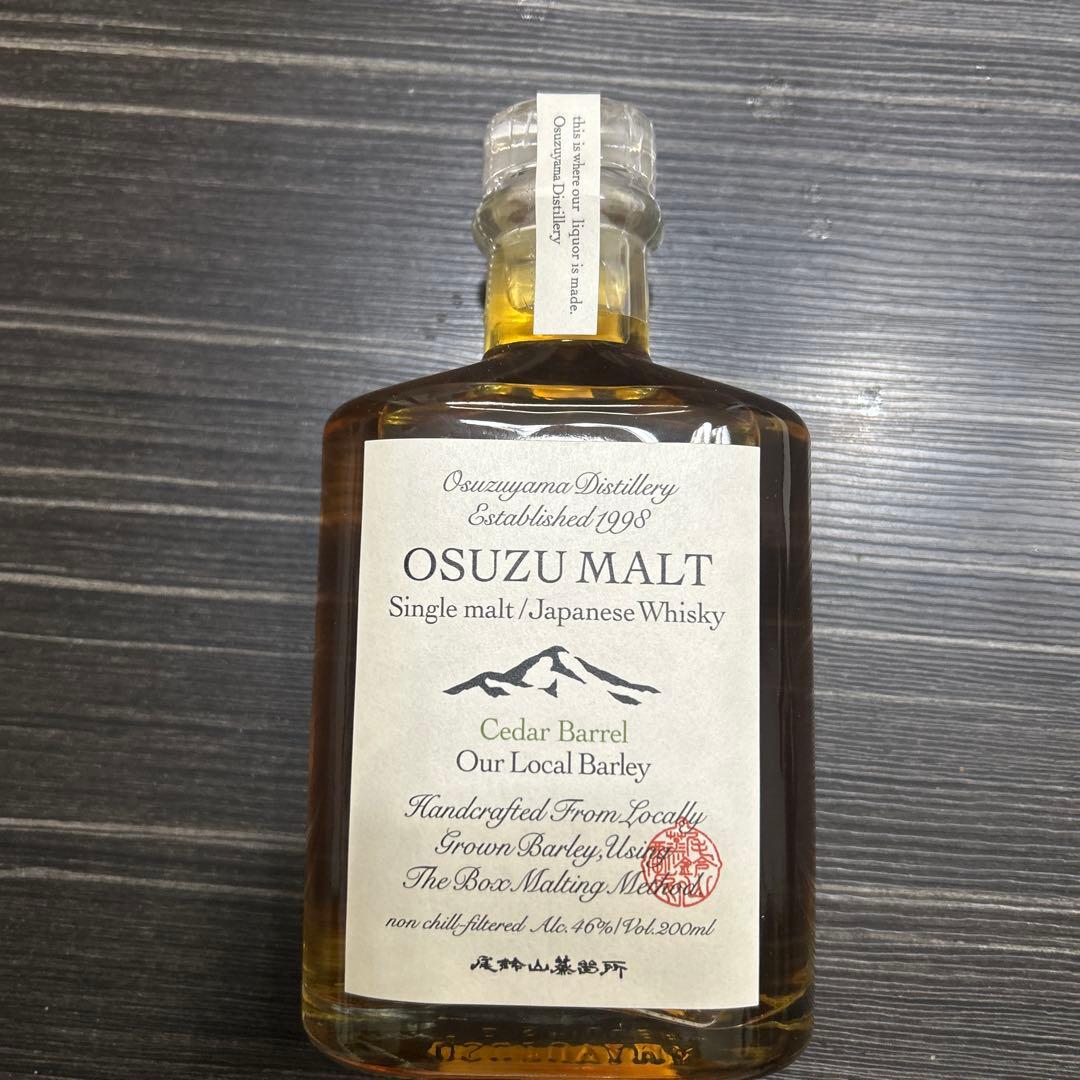 this is where our liquor is made.
Osuzuyama Distillery
Osuzuyama Distillery
Established 1998
OSUZU MALT
Single malt / Japanese Whisky
Cedar Barrel
Our Local Barley
Handcrafted From Locally
Grown Barley, Using
The Box Malting Method.
non chill-filtered Alc. 46% / Vol. 200ml
尾鈴山蒸留所